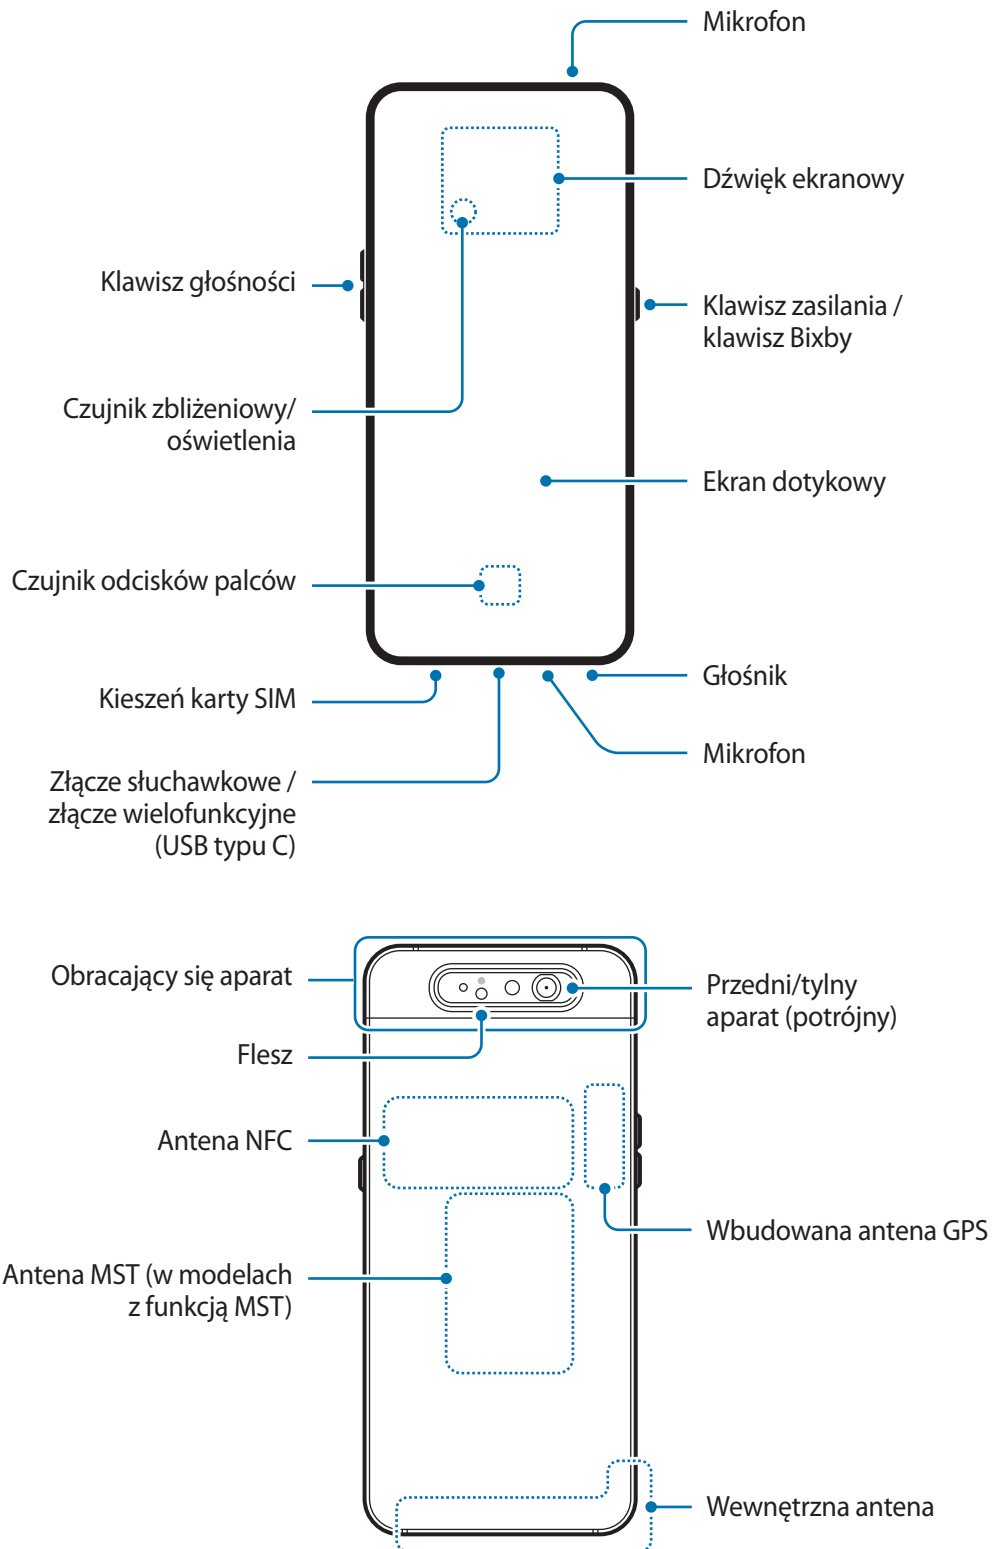 Mikrofon
Dźwięk ekranowy
Klawisz głośności
Klawisz zasilania /
klawisz Bixby
Czujnik zbliżeniowy/
oświetlenia
Ekran dotykowy
Czujnik odcisków palców
Głośnik
Kieszeń karty SIM
Mikrofon
Złącze słuchawkowe /
złącze wielofunkcyjne
(USB typu C)
Obracający się aparat
Przedni/tylny
aparat (potrójny)
Flesz
Antena NFC
Wbudowana antena GPS
Antena MST (w modelach
z funkcją MST)
Wewnętrzna antena